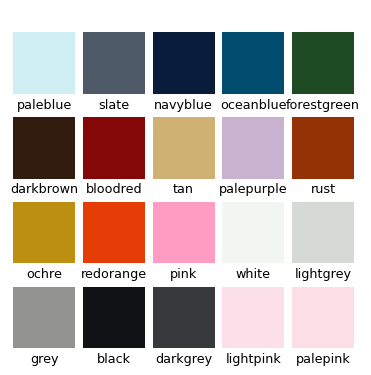 paleblue slate navyblue oceanblue forestgreen
darkbrown bloodred tan palepurple rust
ochre redorange pink white lightgrey
grey black darkgrey lightpink palepink